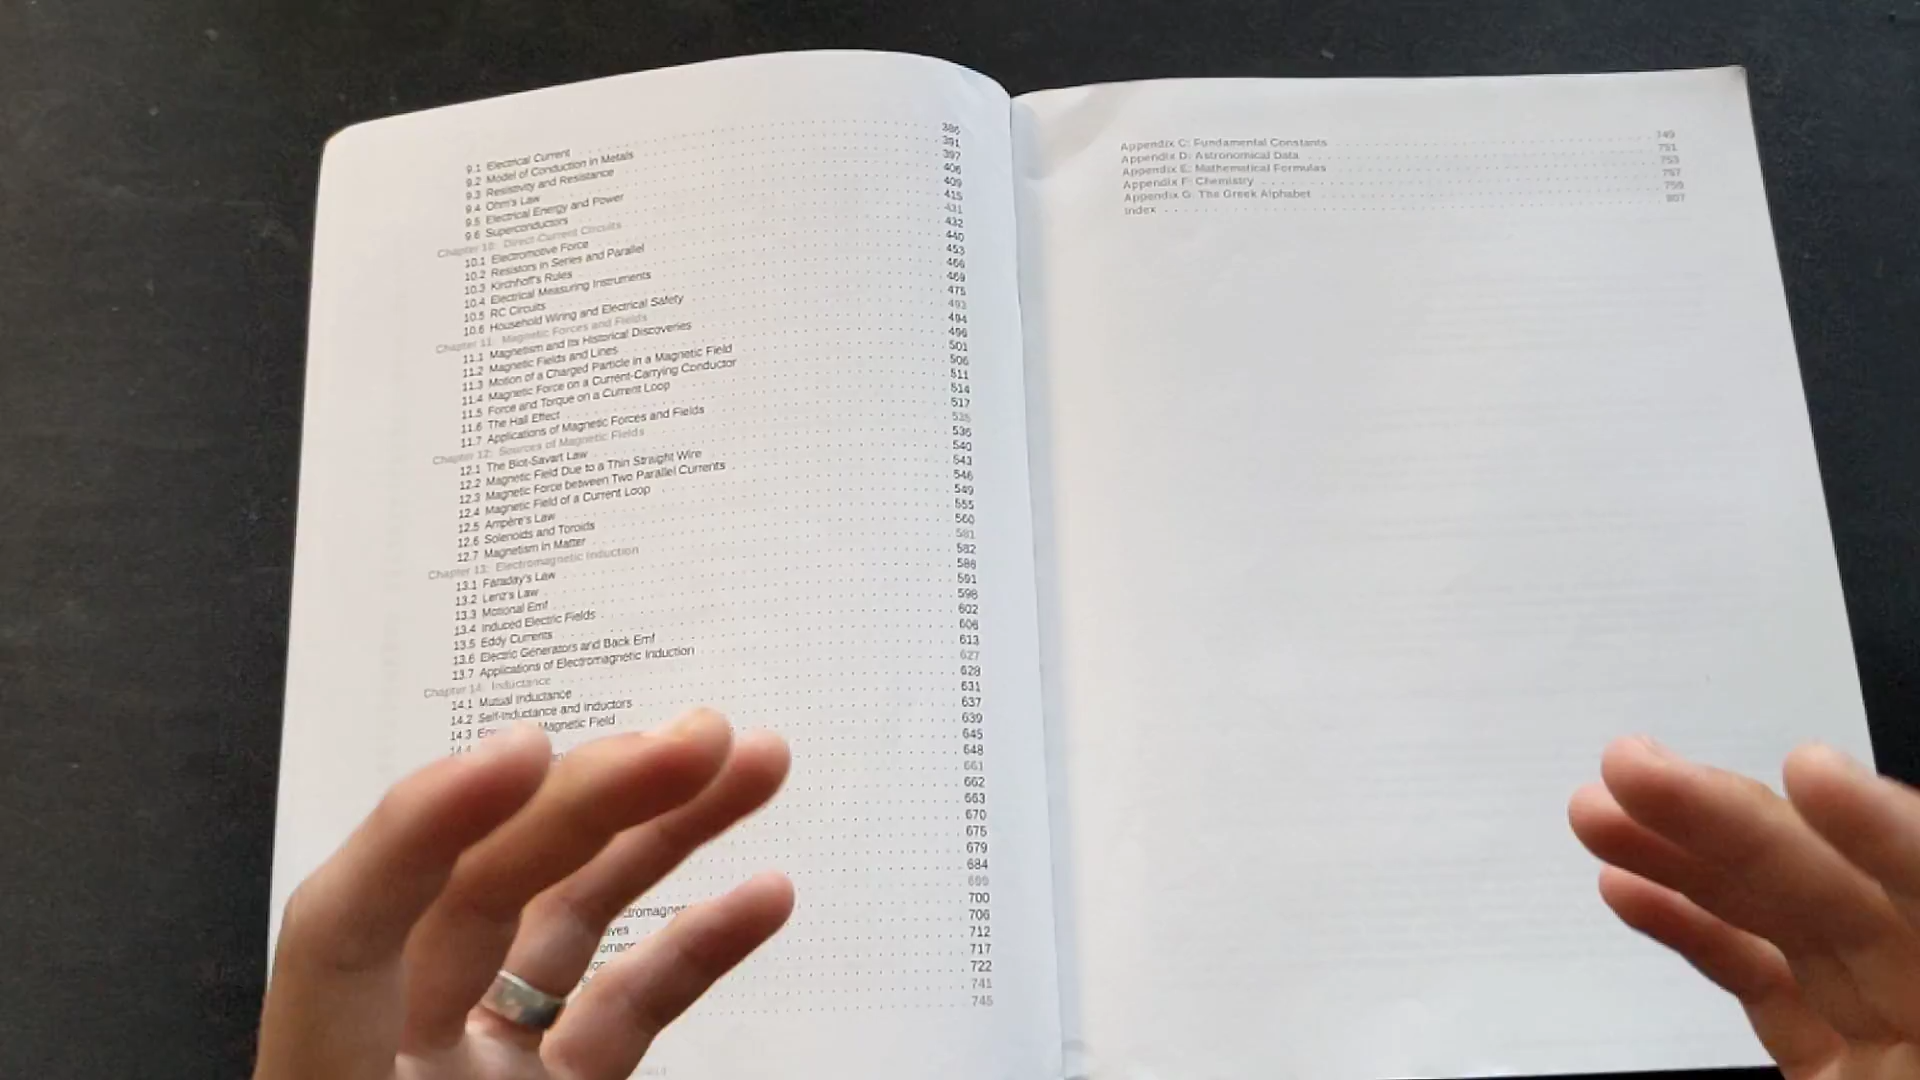 9.1 Electrical Current 386
9.2 Model of Conduction in Metals 391
9.3 Resistivity and Resistance 397
9.4 Ohm's Law 406
9.5 Electrical Energy and Power 409
9.6 Superconductors 415
Chapter 10: Direct-Current Circuits 431
10.1 Electromotive Force 432
10.2 Resistors in Series and Parallel 440
10.3 Kirchhoff's Rules 453
10.4 Electrical Measuring Instruments 466
10.5 RC Circuits 469
10.6 Household Wiring and Electrical Safety 475
Chapter 11: Magnetic Forces and Fields 493
11.1 Magnetism and Its Historical Discoveries 494
11.2 Magnetic Fields and Lines 496
11.3 Motion of a Charged Particle in a Magnetic Field 501
11.4 Magnetic Force on a Current-Carrying Conductor 506
11.5 Force and Torque on a Current Loop 511
11.6 The Hall Effect 514
11.7 Applications of Magnetic Forces and Fields 517
Chapter 12: Sources of Magnetic Fields 535
12.1 The Biot-Savart Law 536
12.2 Magnetic Field Due to a Thin Straight Wire 540
12.3 Magnetic Force between Two Parallel Currents 543
12.4 Magnetic Field of a Current Loop 546
12.5 Ampère's Law 549
12.6 Solenoids and Toroids 555
12.7 Magnetism in Matter 560
Chapter 13: Electromagnetic Induction 581
13.1 Faraday's Law 582
13.2 Lenz's Law 588
13.3 Motional Emf 591
13.4 Induced Electric Fields 598
13.5 Eddy Currents 602
13.6 Electric Generators and Back Emf 606
13.7 Applications of Electromagnetic Induction 613
Chapter 14: Inductance 627
14.1 Mutual Inductance 628
14.2 Self-Inductance and Inductors 631
14.3 Magnetic Field 637
14.4 639
645
648
661
662
663
670
675
679
684
699
700
706
712
717
722
741
745
Appendix C: Fundamental Constants 749
Appendix D: Astronomical Data 751
Appendix E: Mathematical Formulas 753
Appendix F: Chemistry 757
Appendix G: The Greek Alphabet 759
Index 807